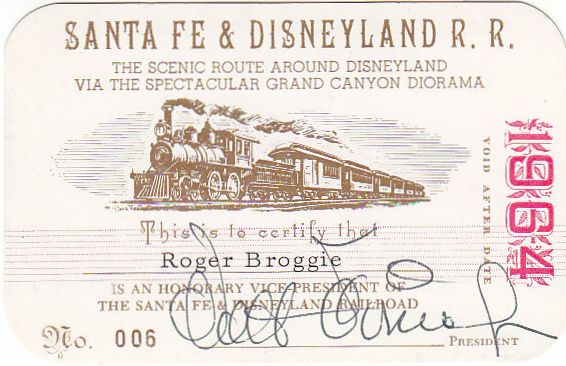 SANTA FE & DISNEYLAND R. R.
THE SCENIC ROUTE AROUND DISNEYLAND
VIA THE SPECTACULAR GRAND CANYON DIORAMA
This is to certify that
Roger Broggie
IS AN HONORARY VICE-PRESIDENT OF
THE SANTA FE & DISNEYLAND RAILROAD
No. 006
PRESIDENT
VOID AFTER DATE
1964